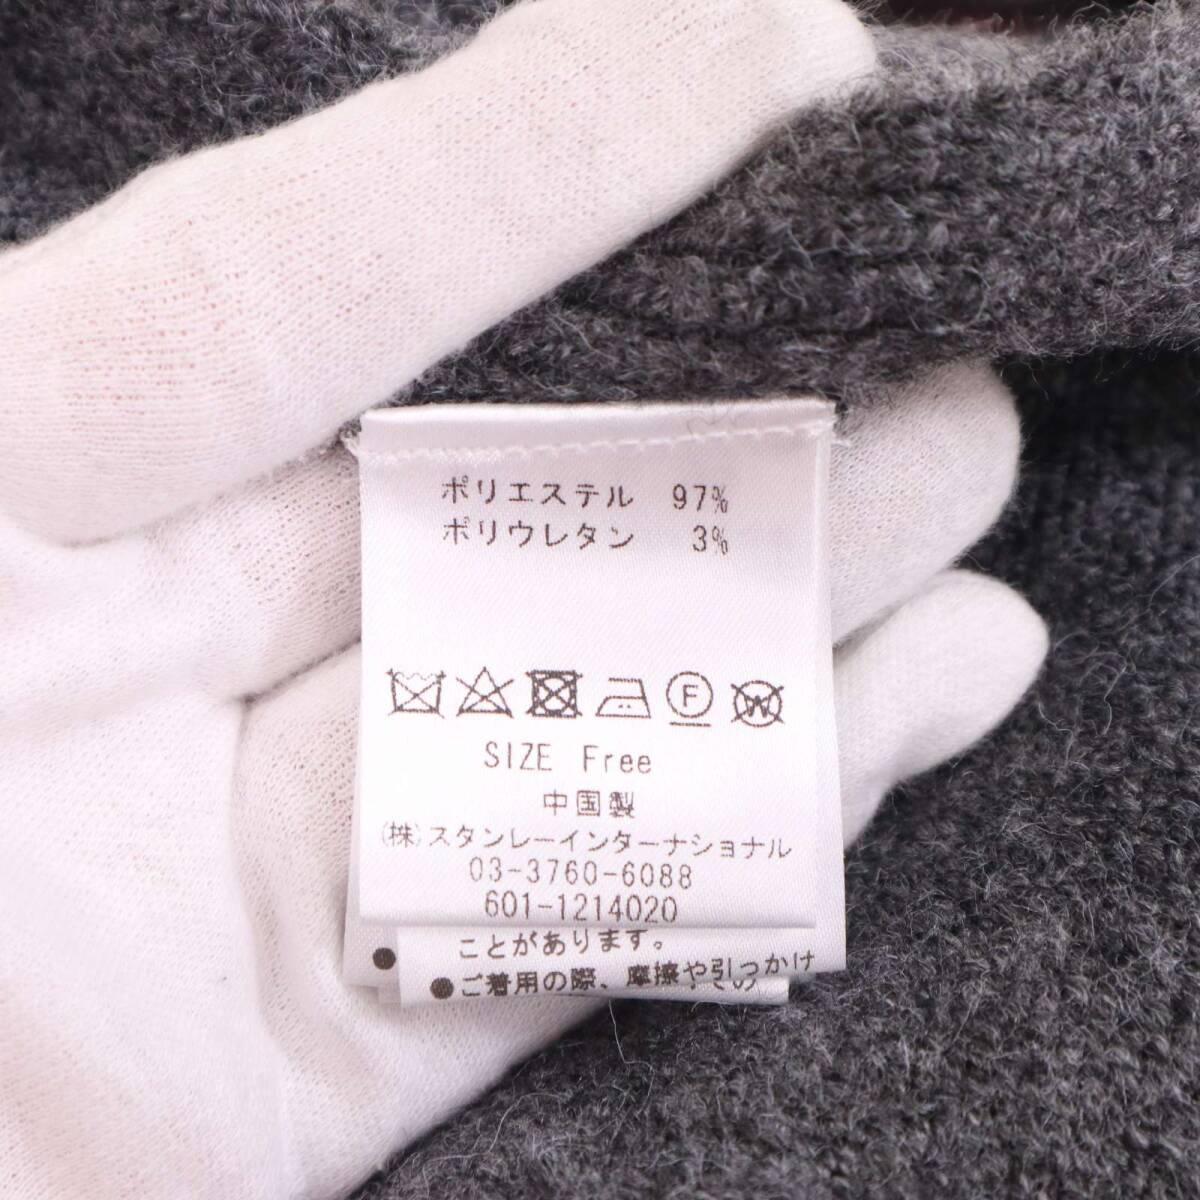 ポリエステル 97%
ポリウレタン 3%
F W
SIZE Free
中国製
(株)スタンレーインターナショナル
03-3760-6088
601-1214020
ことがあります。
●ご着用の際、摩擦や引っかけ